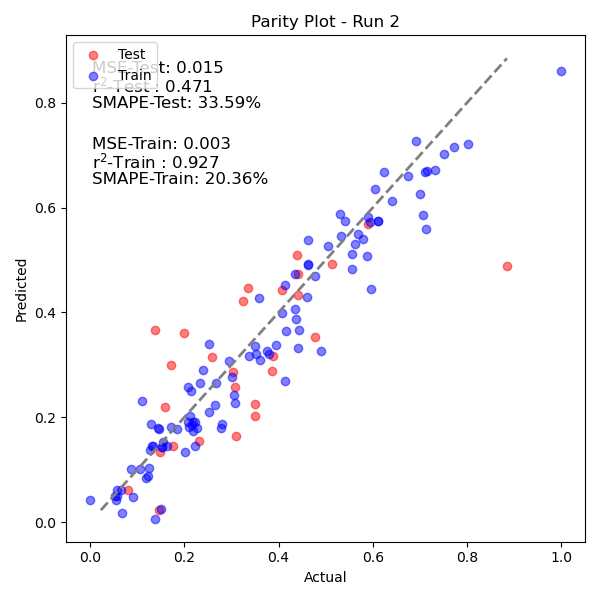 Parity Plot - Run 2
Test
Train
MSE-Test: 0.015
r²-Test : 0.471
SMAPE-Test: 33.59%
MSE-Train: 0.003
r²-Train : 0.927
SMAPE-Train: 20.36%
Predicted
0.8
0.6
0.4
0.2
0.0
0.0 0.2 0.4 0.6 0.8 1.0
Actual